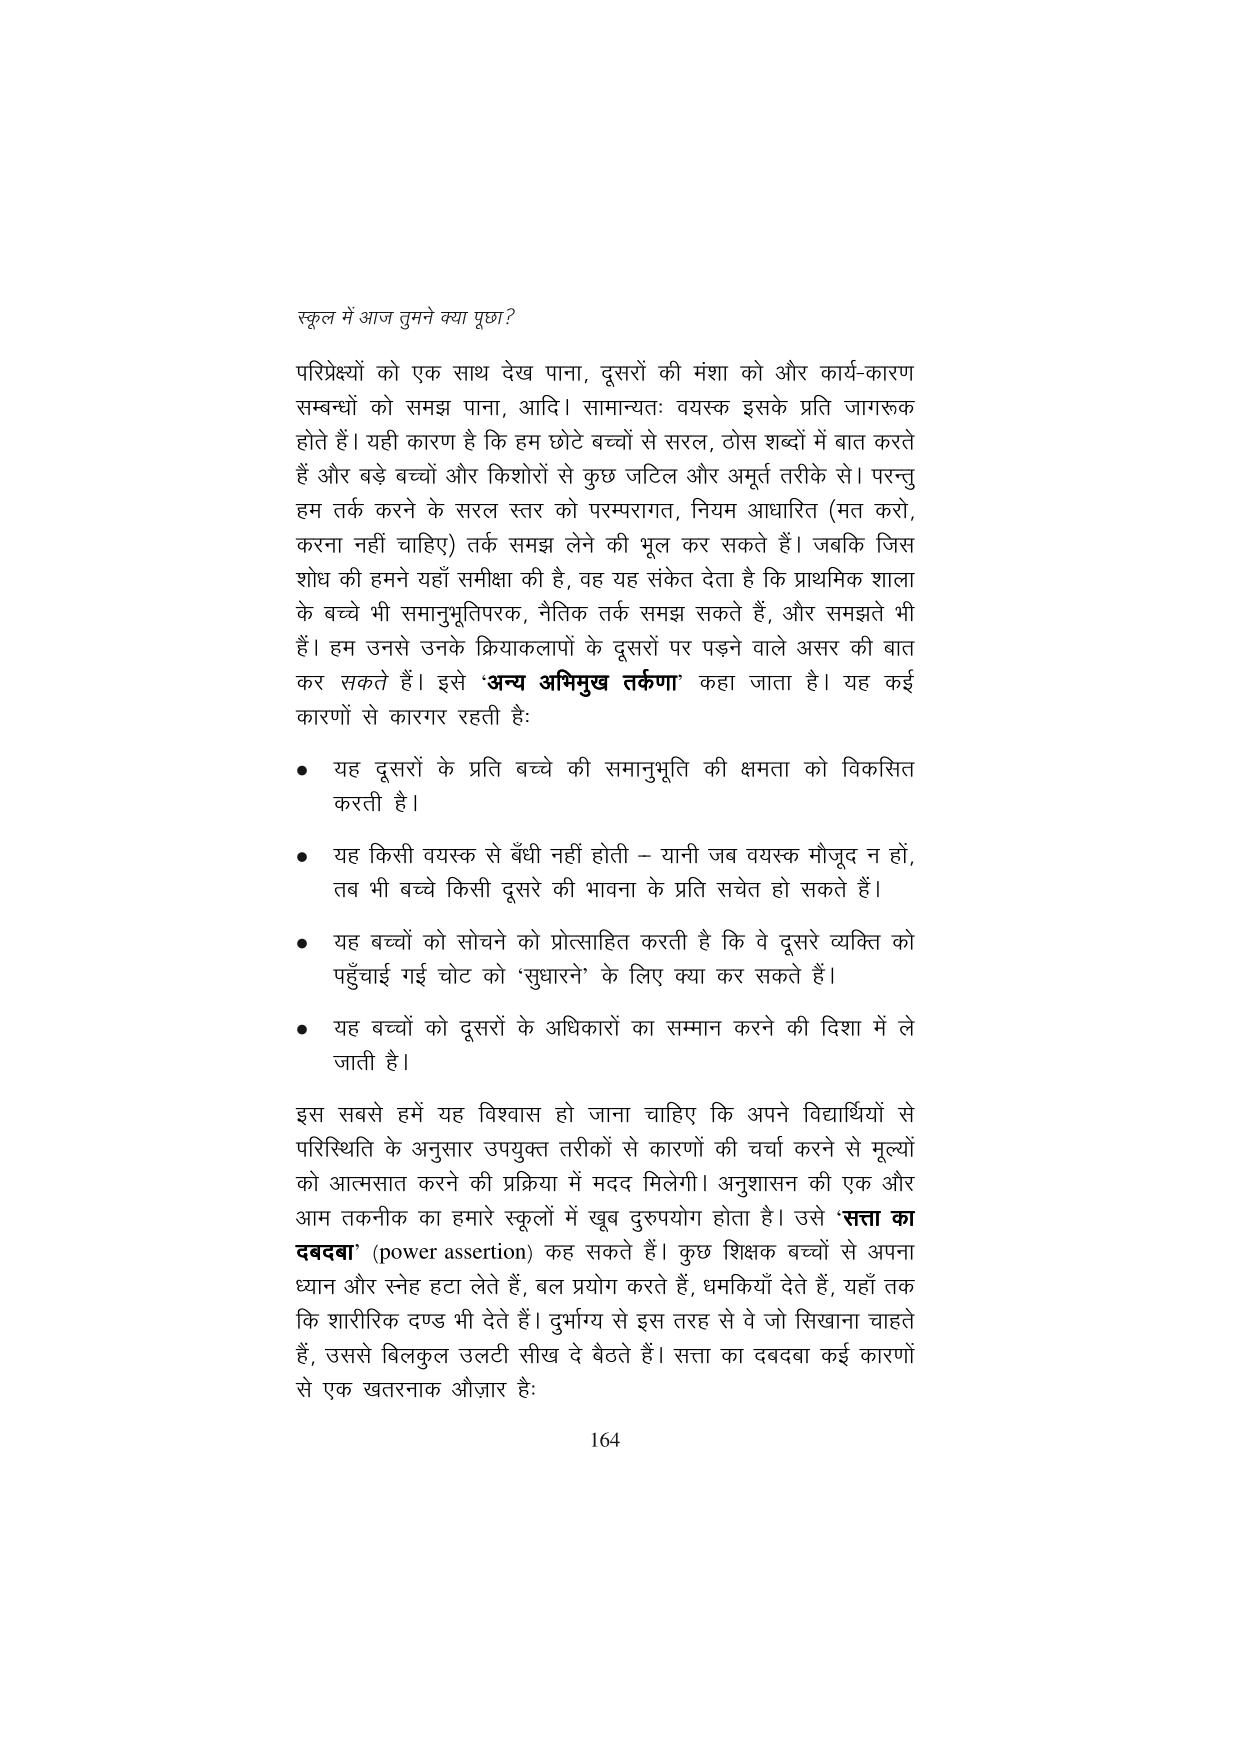 स्कूल में आज तुमने क्या पूछा?
परिप्रेक्ष्यों को एक साथ देख पाना, दूसरों की मंशा को और कार्य-कारण
सम्बन्धों को समझ पाना, आदि। सामान्यतः वयस्क इसके प्रति जागरूक
होते हैं। यही कारण है कि हम छोटे बच्चों से सरल, ठोस शब्दों में बात करते
हैं और बड़े बच्चों और किशोरों से कुछ जटिल और अमूर्त तरीके से। परन्तु
हम तर्क करने के सरल स्तर को परम्परागत, नियम आधारित (मत करो,
करना नहीं चाहिए) तर्क समझ लेने की भूल कर सकते हैं। जबकि जिस
शोध की हमने यहाँ समीक्षा की है, वह यह संकेत देता है कि प्राथमिक शाला
के बच्चे भी समानुभूतिपरक, नैतिक तर्क समझ सकते हैं, और समझते भी
हैं। हम उनसे उनके क्रियाकलापों के दूसरों पर पड़ने वाले असर की बात
कर सकते हैं। इसे ‘अन्य अभिमुख तर्कणा’ कहा जाता है। यह कई
कारणों से कारगर रहती हैः
● यह दूसरों के प्रति बच्चे की समानुभूति की क्षमता को विकसित
करती है।
● यह किसी वयस्क से बँधी नहीं होती – यानी जब वयस्क मौजूद न हों,
तब भी बच्चे किसी दूसरे की भावना के प्रति सचेत हो सकते हैं।
● यह बच्चों को सोचने को प्रोत्साहित करती है कि वे दूसरे व्यक्ति को
पहुँचाई गई चोट को ‘सुधारने’ के लिए क्या कर सकते हैं।
● यह बच्चों को दूसरों के अधिकारों का सम्मान करने की दिशा में ले
जाती है।
इस सबसे हमें यह विश्वास हो जाना चाहिए कि अपने विद्यार्थियों से
परिस्थिति के अनुसार उपयुक्त तरीकों से कारणों की चर्चा करने से मूल्यों
को आत्मसात करने की प्रक्रिया में मदद मिलेगी। अनुशासन की एक और
आम तकनीक का हमारे स्कूलों में खूब दुरुपयोग होता है। उसे ‘सत्ता का
दबदबा’ (power assertion) कह सकते हैं। कुछ शिक्षक बच्चों से अपना
ध्यान और स्नेह हटा लेते हैं, बल प्रयोग करते हैं, धमकियाँ देते हैं, यहाँ तक
कि शारीरिक दण्ड भी देते हैं। दुर्भाग्य से इस तरह से वे जो सिखाना चाहते
हैं, उससे बिलकुल उलटी सीख दे बैठते हैं। सत्ता का दबदबा कई कारणों
से एक खतरनाक औज़ार हैः
164